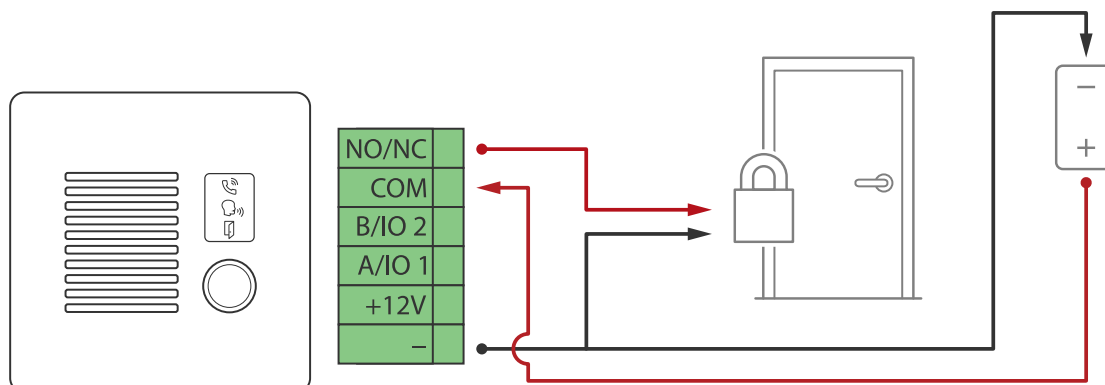 NO/NC
COM
B/IO 2
A/IO 1
+12V
–
–
+